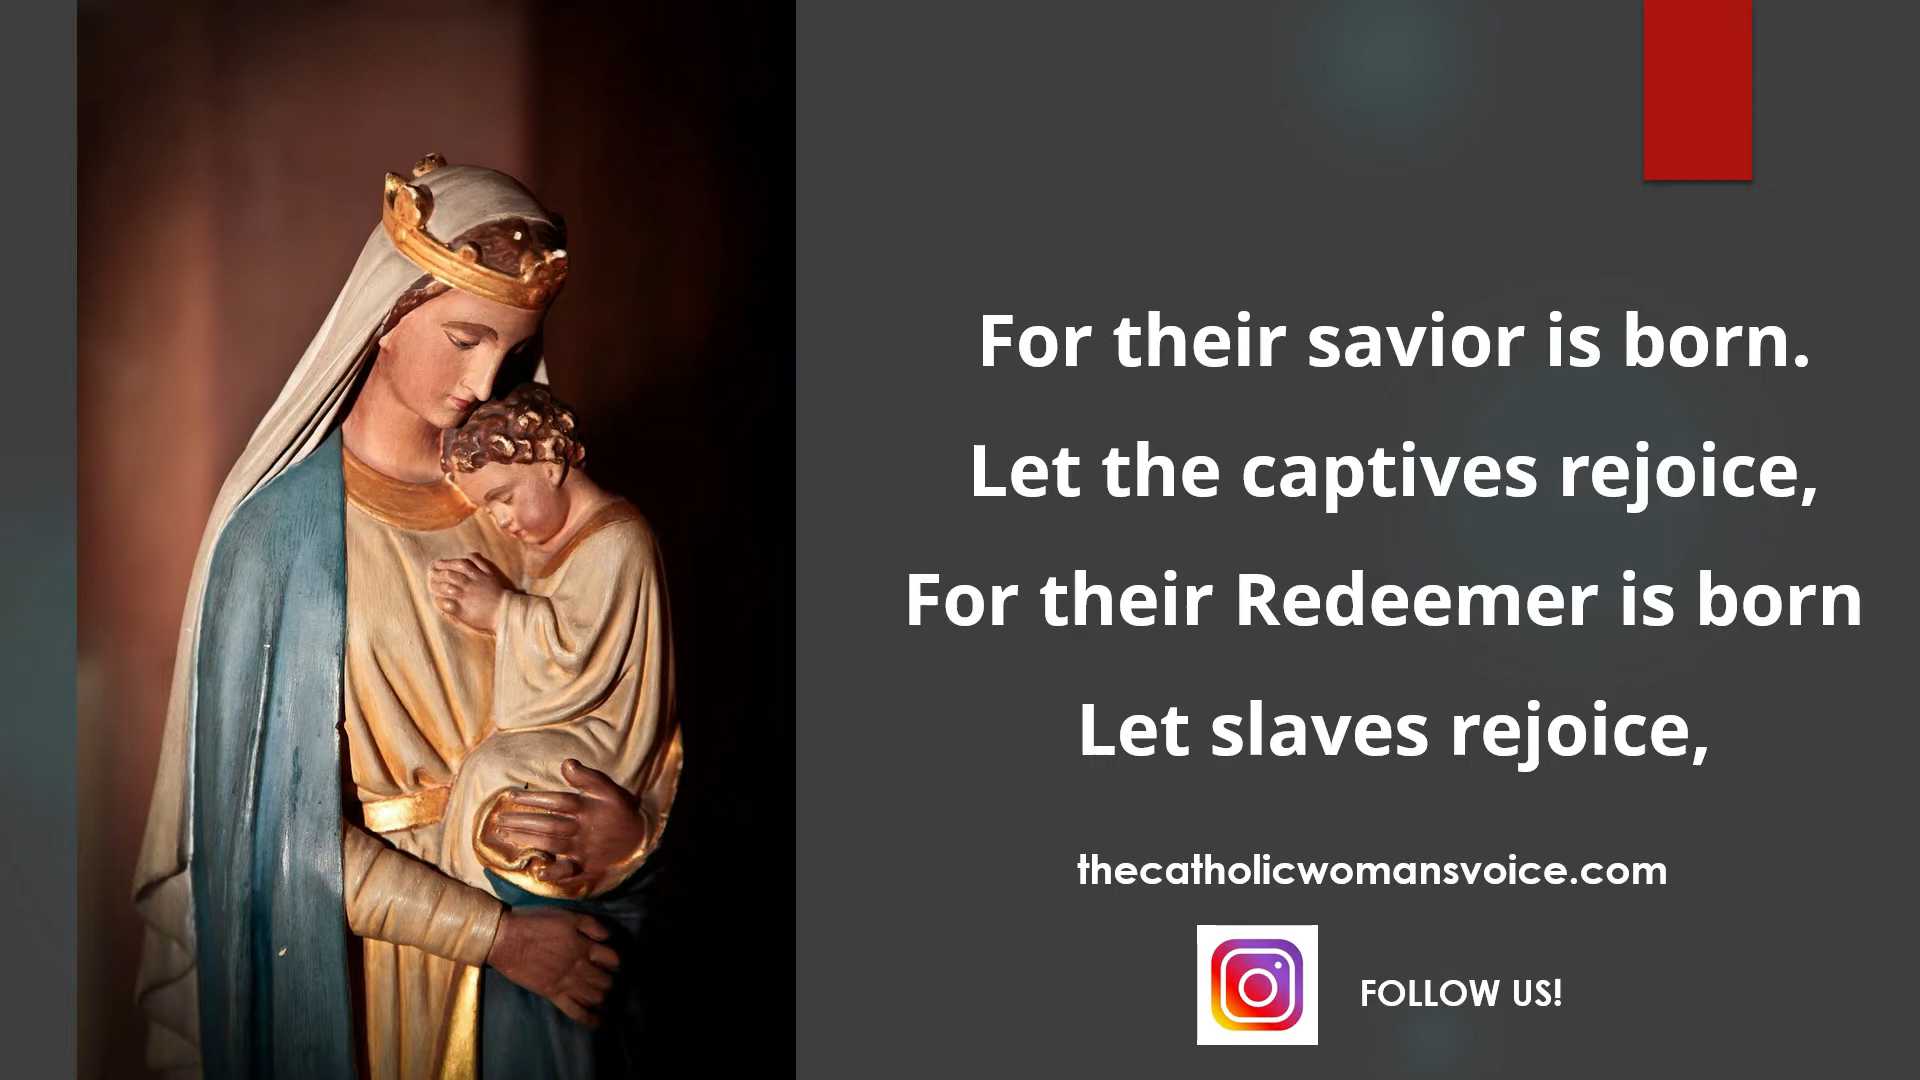 For their savior is born.
Let the captives rejoice,
For their Redeemer is born
Let slaves rejoice,
thecatholicwomansvoice.com
FOLLOW US!